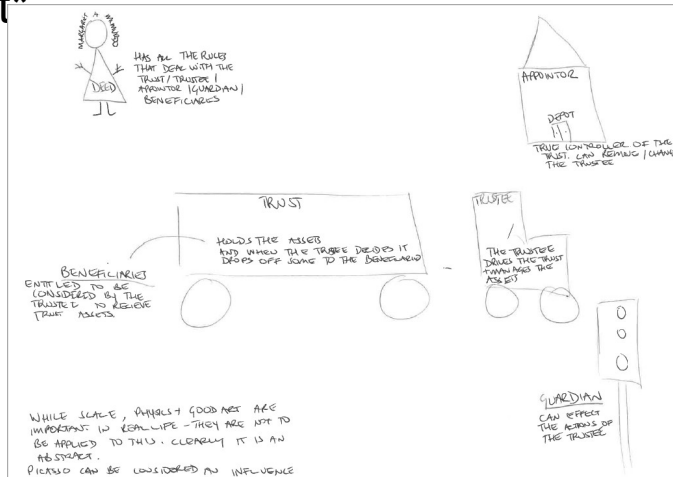 MARGARET +
DEED
HAS ALL THE RULES
THAT DEAL WITH THE
TRUST / TRUSTEE /
APPOINTOR / GUARDIAN /
BENEFICIARIES
APPOINTOR
DEPOT
TRUE CONTROLLER OF THE
TRUST. CAN REMOVE / CHAN
THE TRUSTEE
TRUST
HOLDS THE ASSETS
AND WHEN THE TRUSTEE DECIDES IT
DROPS OFF SOME TO THE
TRUSTEE
THE TRUSTEE
DRIVES THE TRUST
+ MANAGES THE
ASSETS
BENEFICIARIES
ENTITLED TO BE
CONSIDERED BY THE
TRUSTEE TO RECIEVE
TRUST ASSETS
GUARDIAN
CAN EFFECT
THE ACTIONS OF
THE TRUSTEE
WHILE SCALE, PHYSICS + GOOD ART ARE
IMPORTANT IN REAL LIFE - THEY ARE NOT TO
BE APPLIED TO THIS. CLEARLY IT IS AN
ABSTRACT.
PICASSO CAN BE CONSIDERED AN INFLUENCE